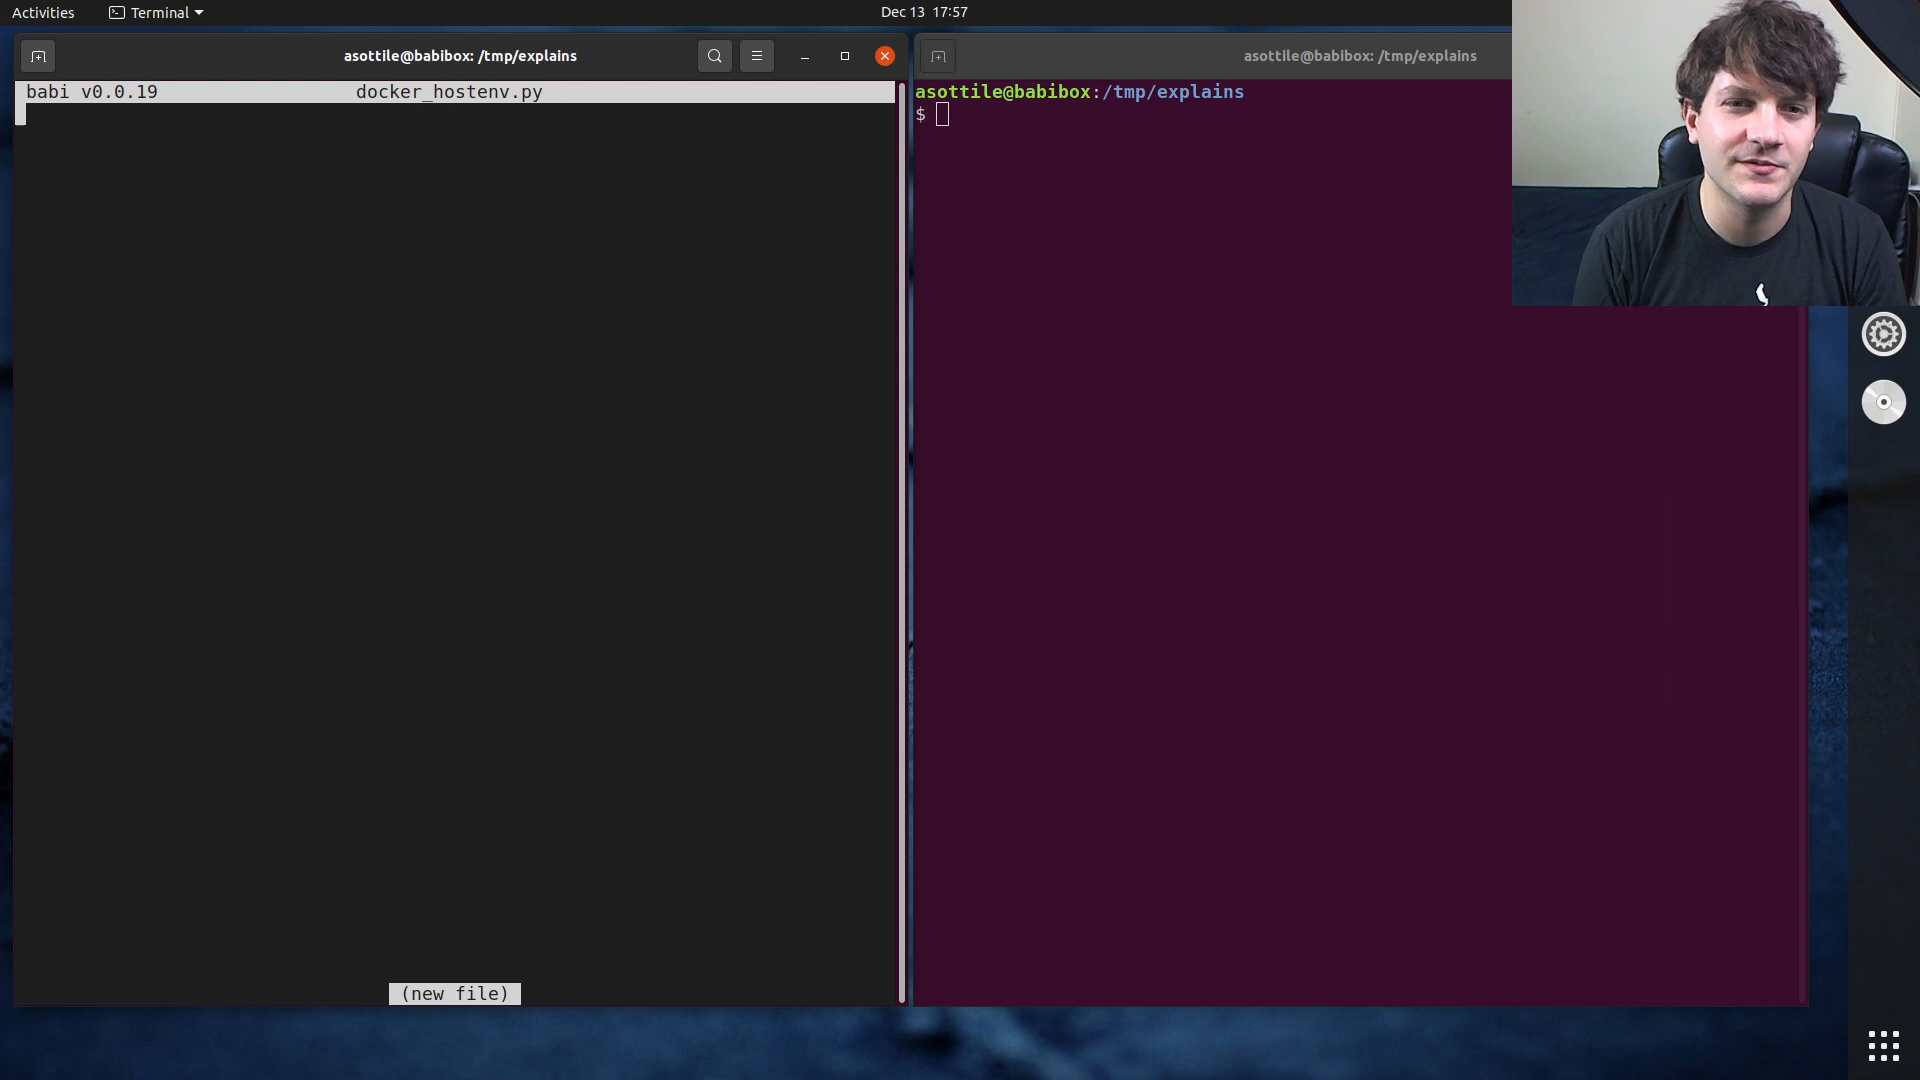 Activities
Terminal
Dec 13 17:57
asottile@babibox: /tmp/explains
asottile@babibox: /tmp/explains
babi v0.0.19 docker_hostenv.py
(new file)
asottile@babibox:/tmp/explains
$